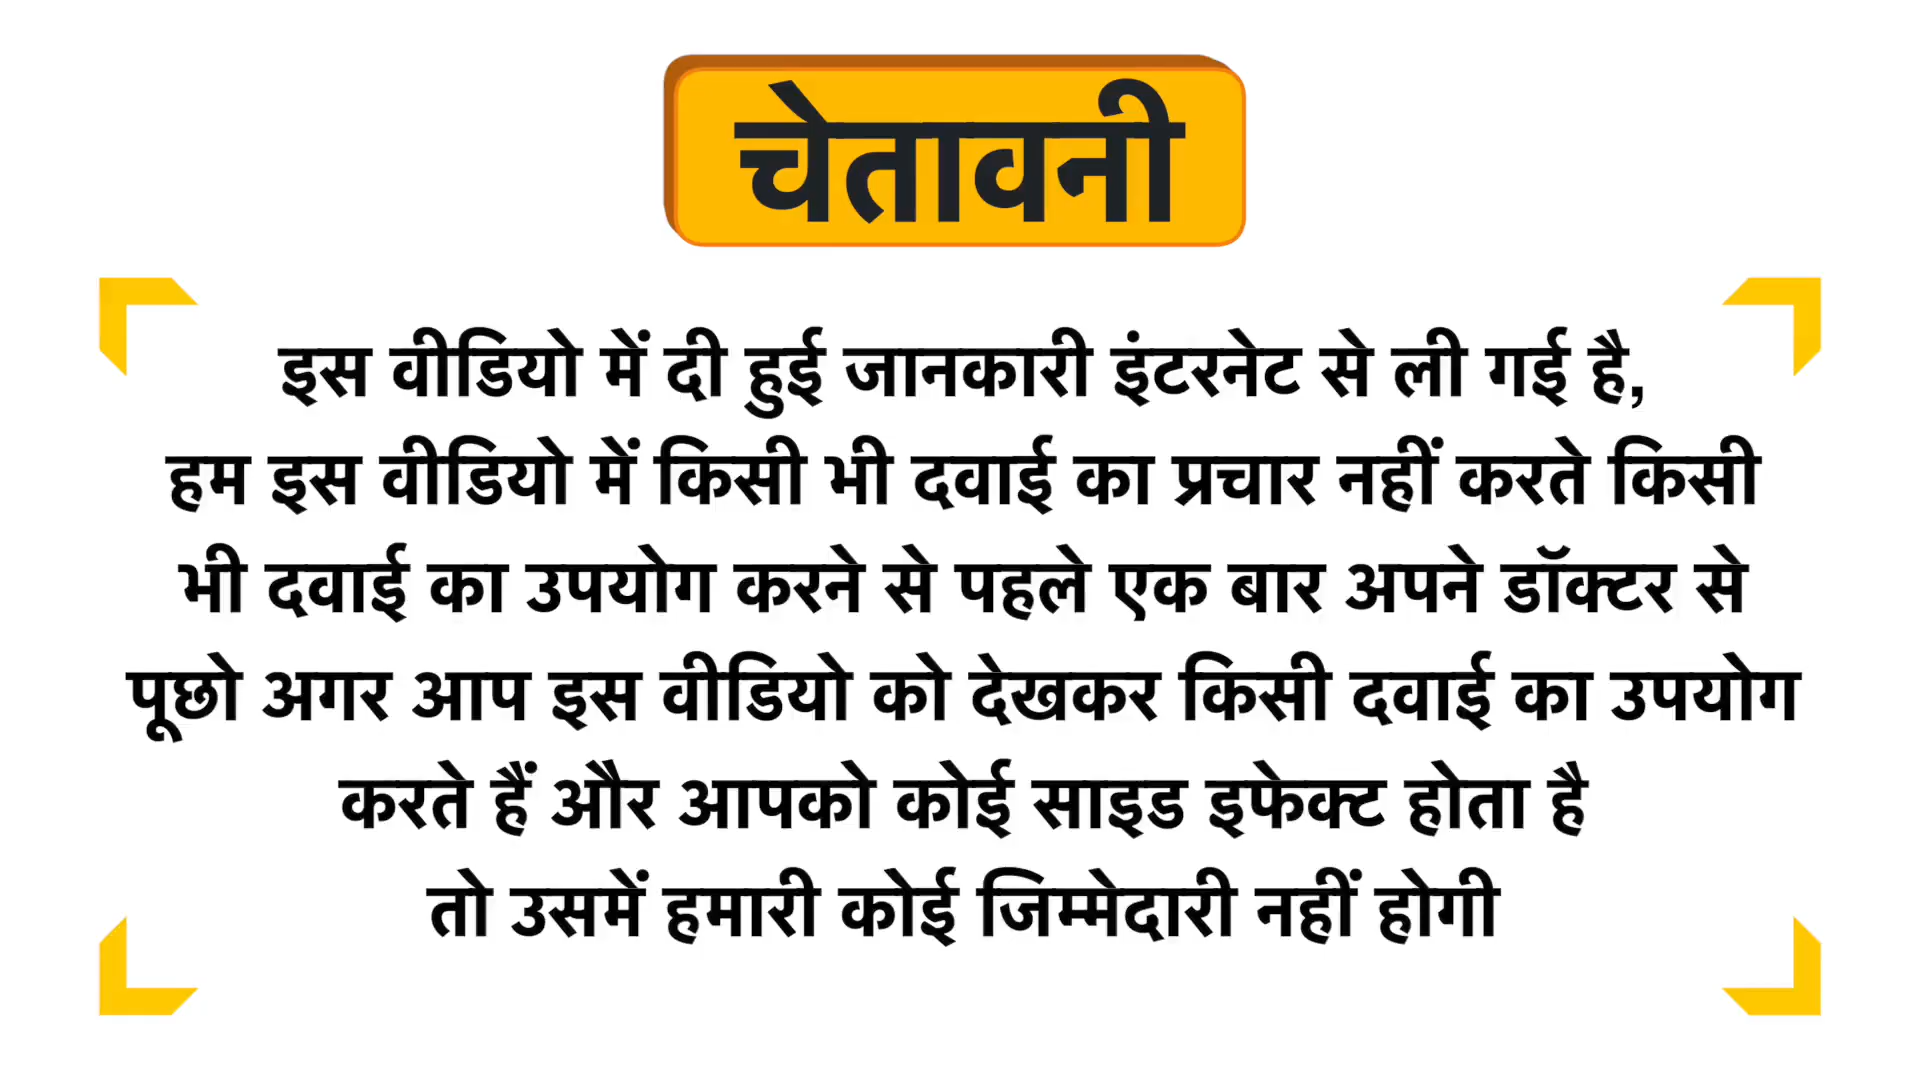 चेतावनी
इस वीडियो में दी हुई जानकारी इंटरनेट से ली गई है,
हम इस वीडियो में किसी भी दवाई का प्रचार नहीं करते किसी
भी दवाई का उपयोग करने से पहले एक बार अपने डॉक्टर से
पूछो अगर आप इस वीडियो को देखकर किसी दवाई का उपयोग
करते हैं और आपको कोई साइड इफेक्ट होता है
तो उसमें हमारी कोई जिम्मेदारी नहीं होगी